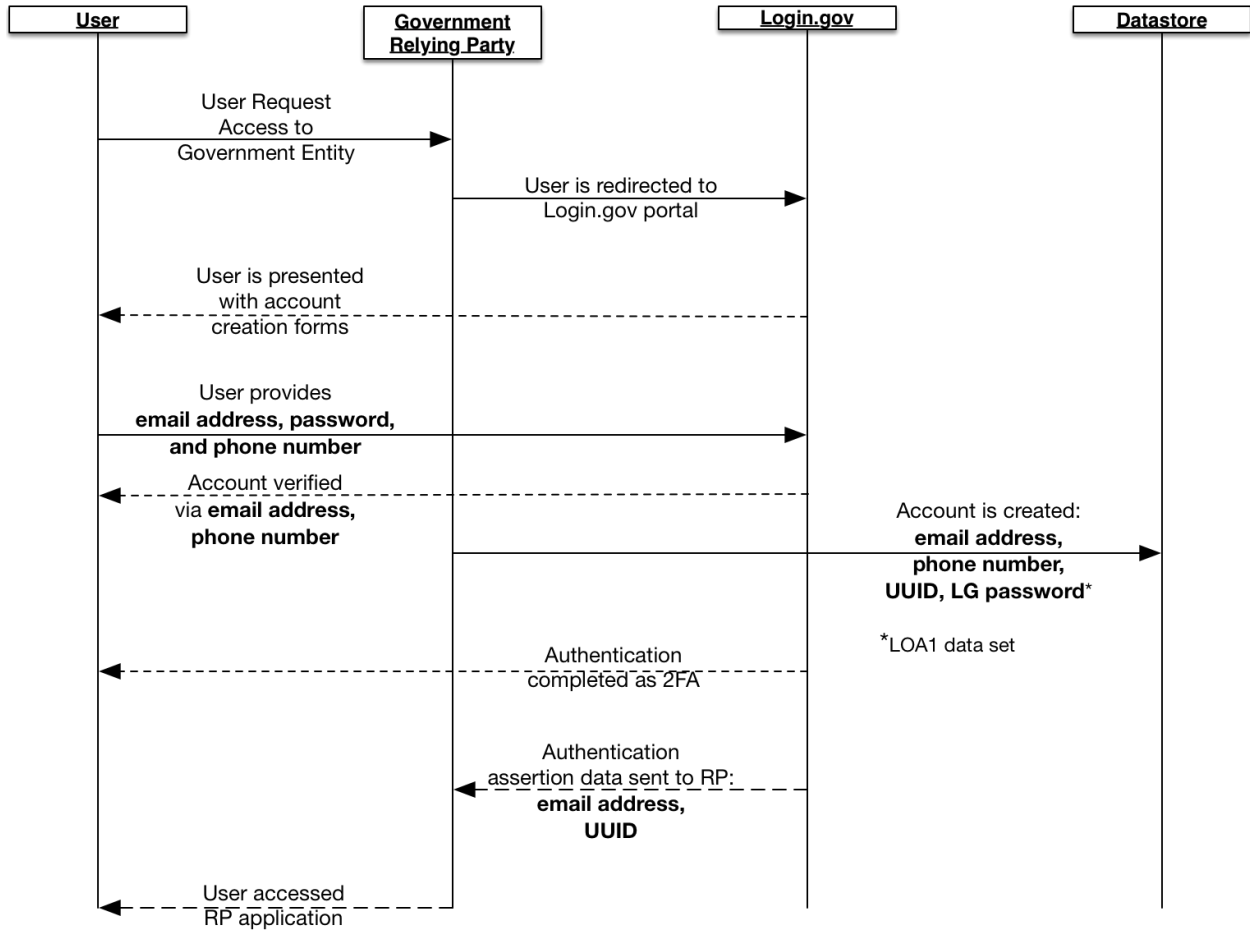 User
Government
Relying Party
Login.gov
Datastore
User Request
Access to
Government Entity
User is redirected to
Login.gov portal
User is presented
with account
creation forms
User provides
email address, password,
and phone number
Account verified
via email address,
phone number
Account is created:
email address,
phone number,
UUID, LG password*
*LOA1 data set
Authentication
completed as 2FA
Authentication
assertion data sent to RP:
email address,
UUID
User accessed
RP application